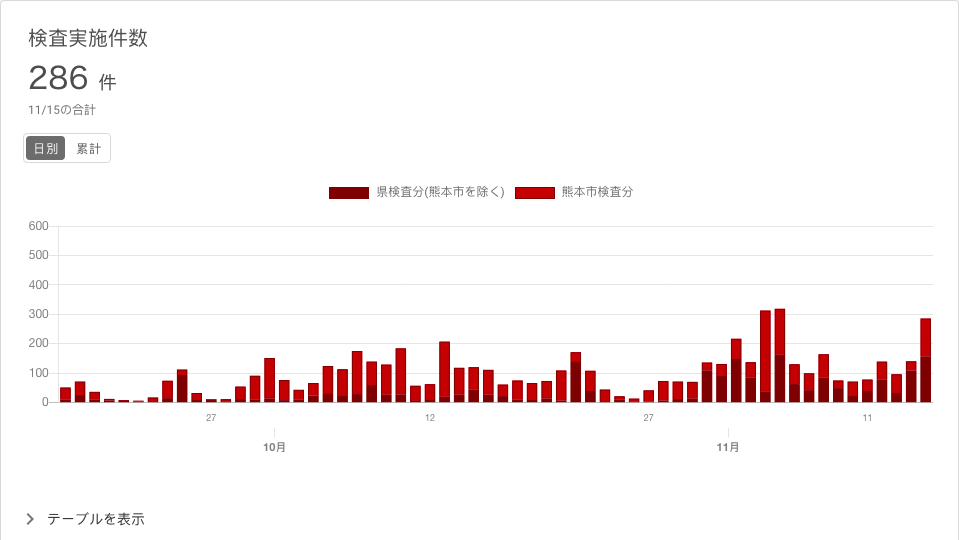 検査実施件数
286 件
11/15の合計
日別 累計
県検査分(熊本市を除く) 熊本市検査分
600
500
400
300
200
100
0
27 12 27 11
10月 11月
テーブルを表示